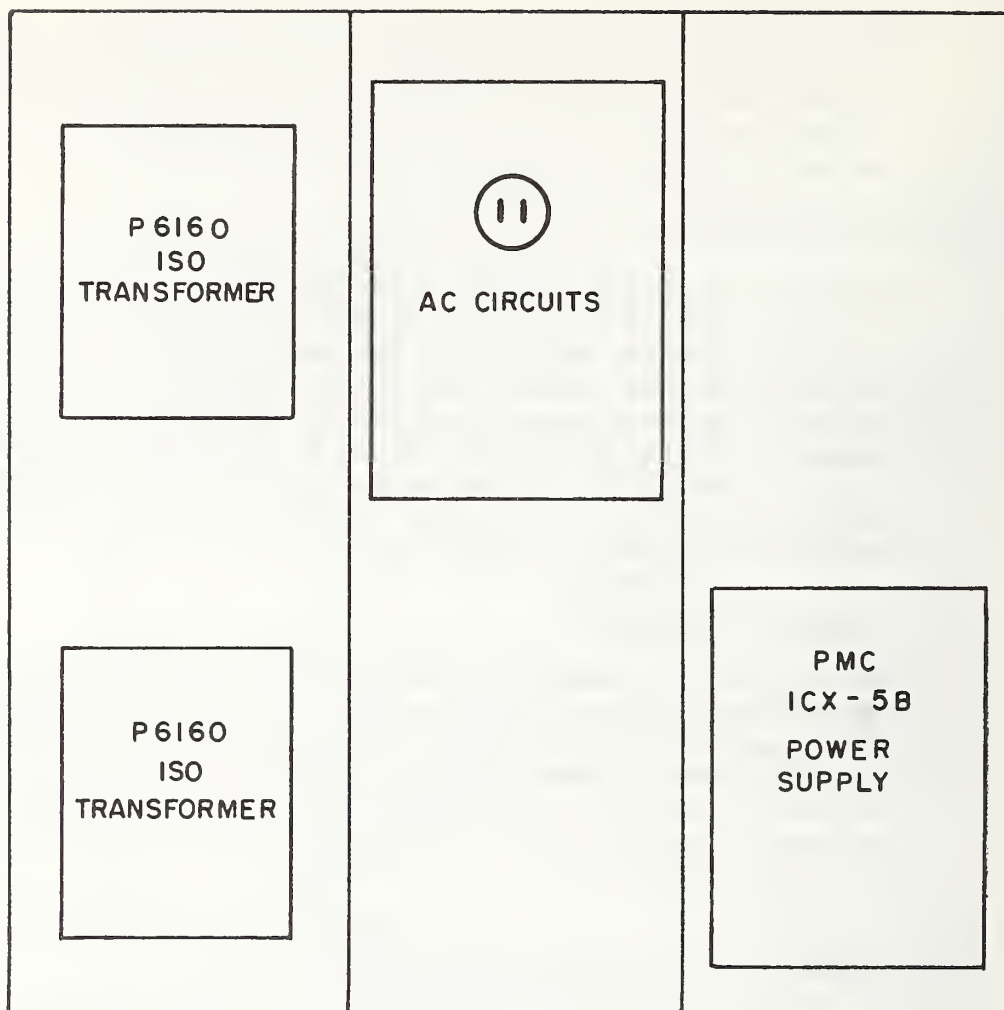 P6160
ISO
TRANSFORMER
AC CIRCUITS
P6160
ISO
TRANSFORMER
PMC
ICX-5B
POWER
SUPPLY